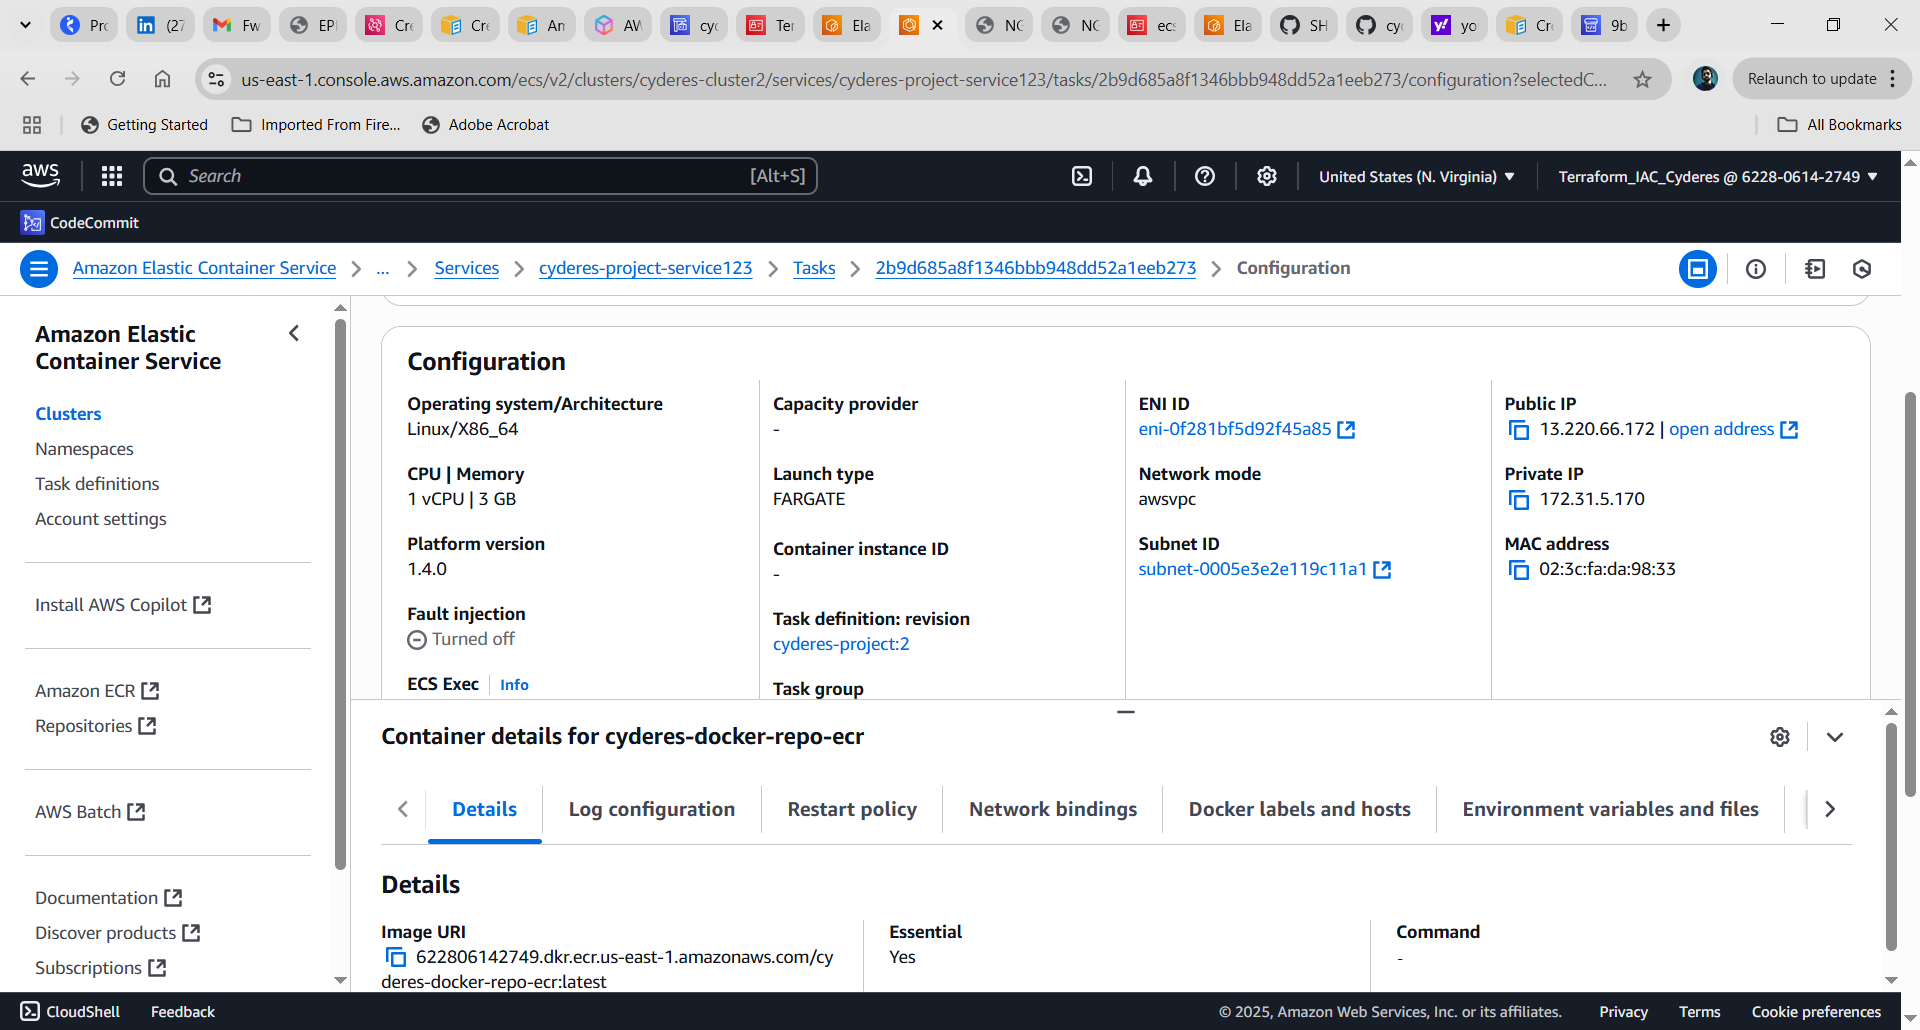 Pro
(27
Fw
EPI
Cre
Cre
Am
AW
cyc
Ter
Ela
NG
NG
ecs
Ela
SH
cyc
yo
Cre
9b
us-east-1.console.aws.amazon.com/ecs/v2/clusters/cyderes-cluster2/services/cyderes-project-service123/tasks/2b9d685a8f1346bbb948dd52a1eeb273/configuration?selectedC...
Relaunch to update
Getting Started
Imported From Fire...
Adobe Acrobat
All Bookmarks
aws
Search
[Alt+S]
United States (N. Virginia)
Terraform_IAC_Cyderes @ 6228-0614-2749
CodeCommit
Amazon Elastic Container Service > ... > Services > cyderes-project-service123 > Tasks > 2b9d685a8f1346bbb948dd52a1eeb273 > Configuration
Amazon Elastic
Container Service
Clusters
Namespaces
Task definitions
Account settings
Install AWS Copilot
Amazon ECR
Repositories
AWS Batch
Documentation
Discover products
Subscriptions
Configuration
Operating system/Architecture
Linux/X86_64
CPU | Memory
1 vCPU | 3 GB
Platform version
1.4.0
Fault injection
Turned off
ECS Exec
Info
Capacity provider
-
Launch type
FARGATE
Container instance ID
-
Task definition: revision
cyderes-project:2
Task group
ENI ID
eni-0f281bf5d92f45a85
Network mode
awsvpc
Subnet ID
subnet-0005e3e2e119c11a1
Public IP
13.220.66.172 | open address
Private IP
172.31.5.170
MAC address
02:3c:fa:da:98:33
Container details for cyderes-docker-repo-ecr
Details
Log configuration
Restart policy
Network bindings
Docker labels and hosts
Environment variables and files
Details
Image URI
622806142749.dkr.ecr.us-east-1.amazonaws.com/cy
deres-docker-repo-ecr:latest
Essential
Yes
Command
-
CloudShell
Feedback
© 2025, Amazon Web Services, Inc. or its affiliates.
Privacy
Terms
Cookie preferences